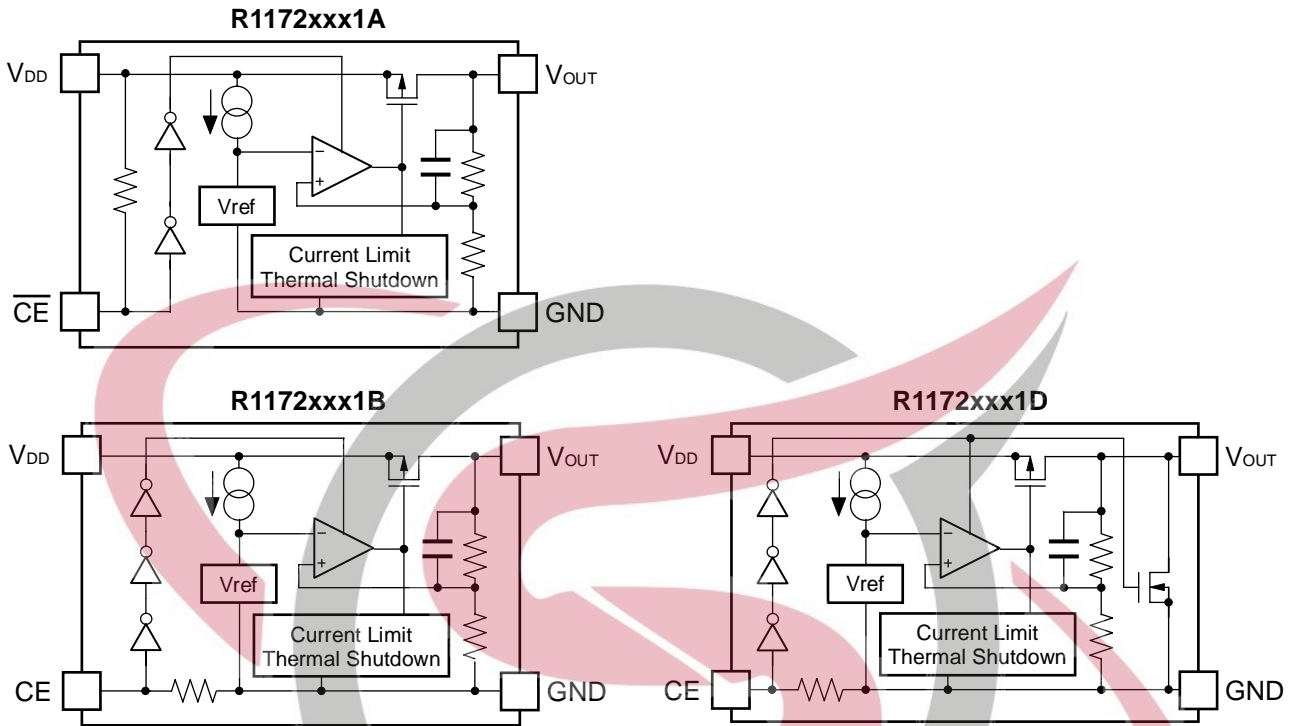 R1172xxx1A
VDD
VOUT
−
+
Vref
Current Limit
Thermal Shutdown
C̅E̅
GND
R1172xxx1B
VDD
VOUT
−
+
Vref
Current Limit
Thermal Shutdown
CE
GND
R1172xxx1D
VDD
VOUT
−
+
Vref
Current Limit
Thermal Shutdown
CE
GND